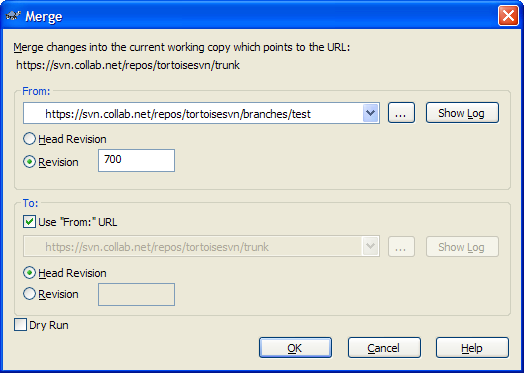 Merge
Merge changes into the current working copy which points to the URL:
https://svn.collab.net/repos/tortoisesvn/trunk
From:
https://svn.collab.net/repos/tortoisesvn/branches/test ... Show Log
Head Revision
Revision 700
To:
Use "From:" URL
https://svn.collab.net/repos/tortoisesvn/trunk ... Show Log
Head Revision
Revision
Dry Run
OK Cancel Help